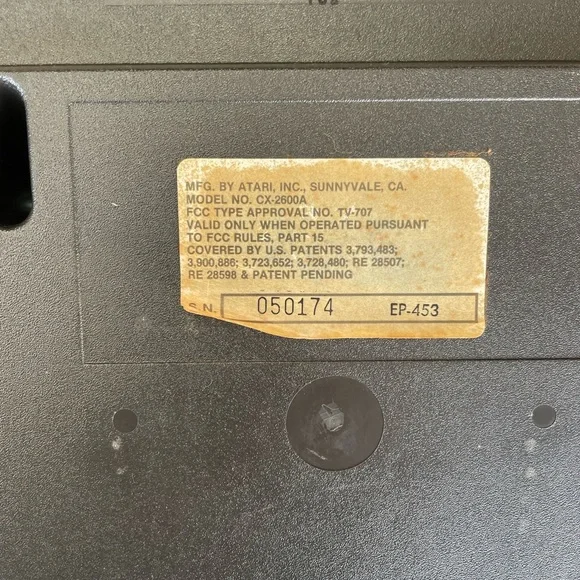 MFG. BY ATARI, INC., SUNNYVALE, CA.
MODEL NO. CX-2600A
FCC TYPE APPROVAL NO. TV-707
VALID ONLY WHEN OPERATED PURSUANT
TO FCC RULES, PART 15.
COVERED BY U.S. PATENTS 3,793,483;
3,900,886; 3,723,652; 3,728,480; RE 28507;
RE 28598 & PATENT PENDING
S.N. 050174 EP-453